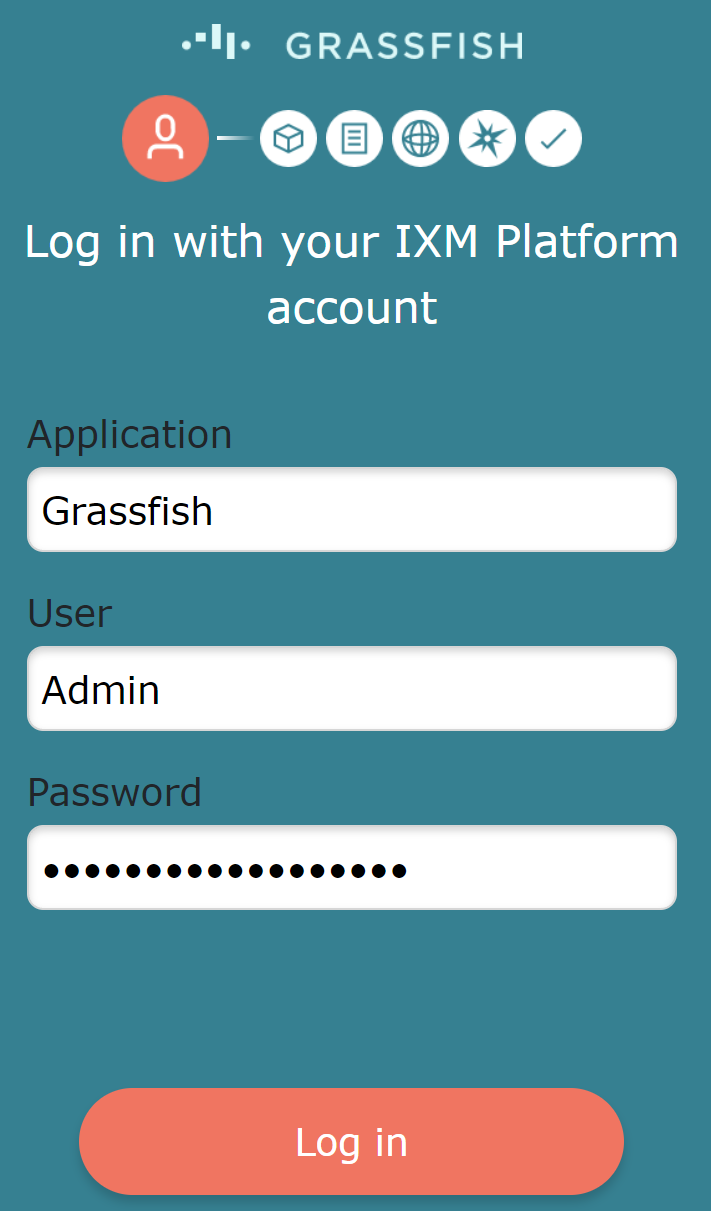 GRASSFISH
Log in with your IXM Platform
account
Application
Grassfish
User
Admin
Password
••••••••••••••••••
Log in